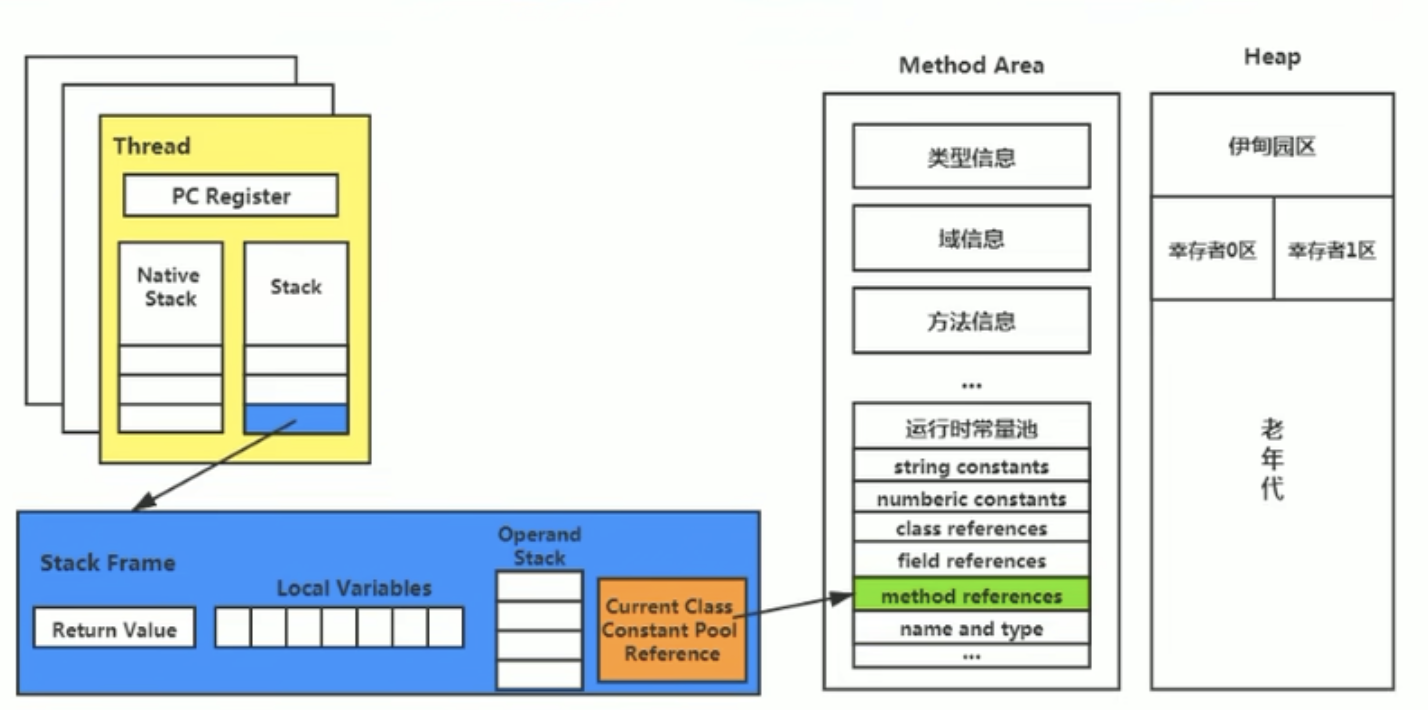 Thread
PC Register
Native
Stack
Stack
Stack Frame
Return Value
Local Variables
Operand
Stack
Current Class
Constant Pool
Reference
Method Area
类型信息
域信息
方法信息
...
运行时常量池
string constants
numberic constants
class references
field references
method references
name and type
...
Heap
伊甸园区
幸存者0区
幸存者1区
老
年
代